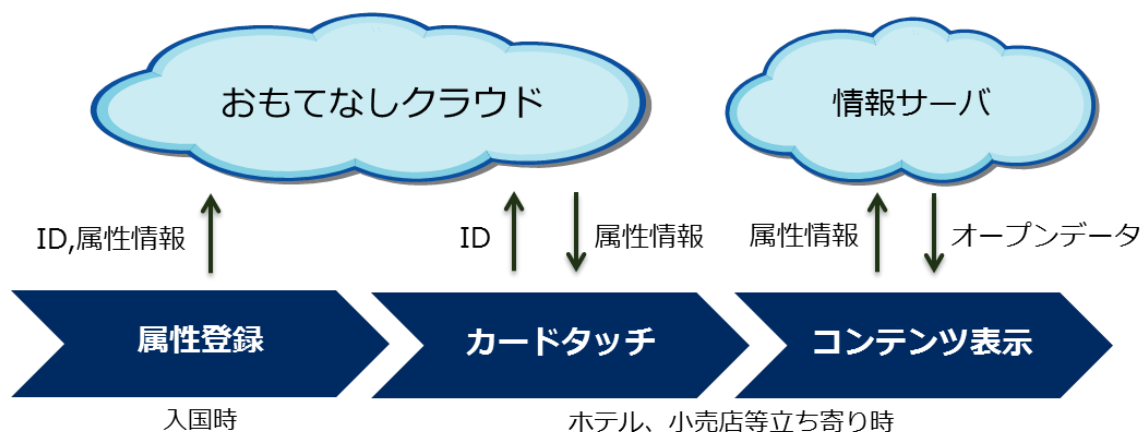 おもてなしクラウド
情報サーバ
ID,属性情報
ID
属性情報
属性情報
オープンデータ
属性登録
カードタッチ
コンテンツ表示
入国時
ホテル、小売店等立ち寄り時